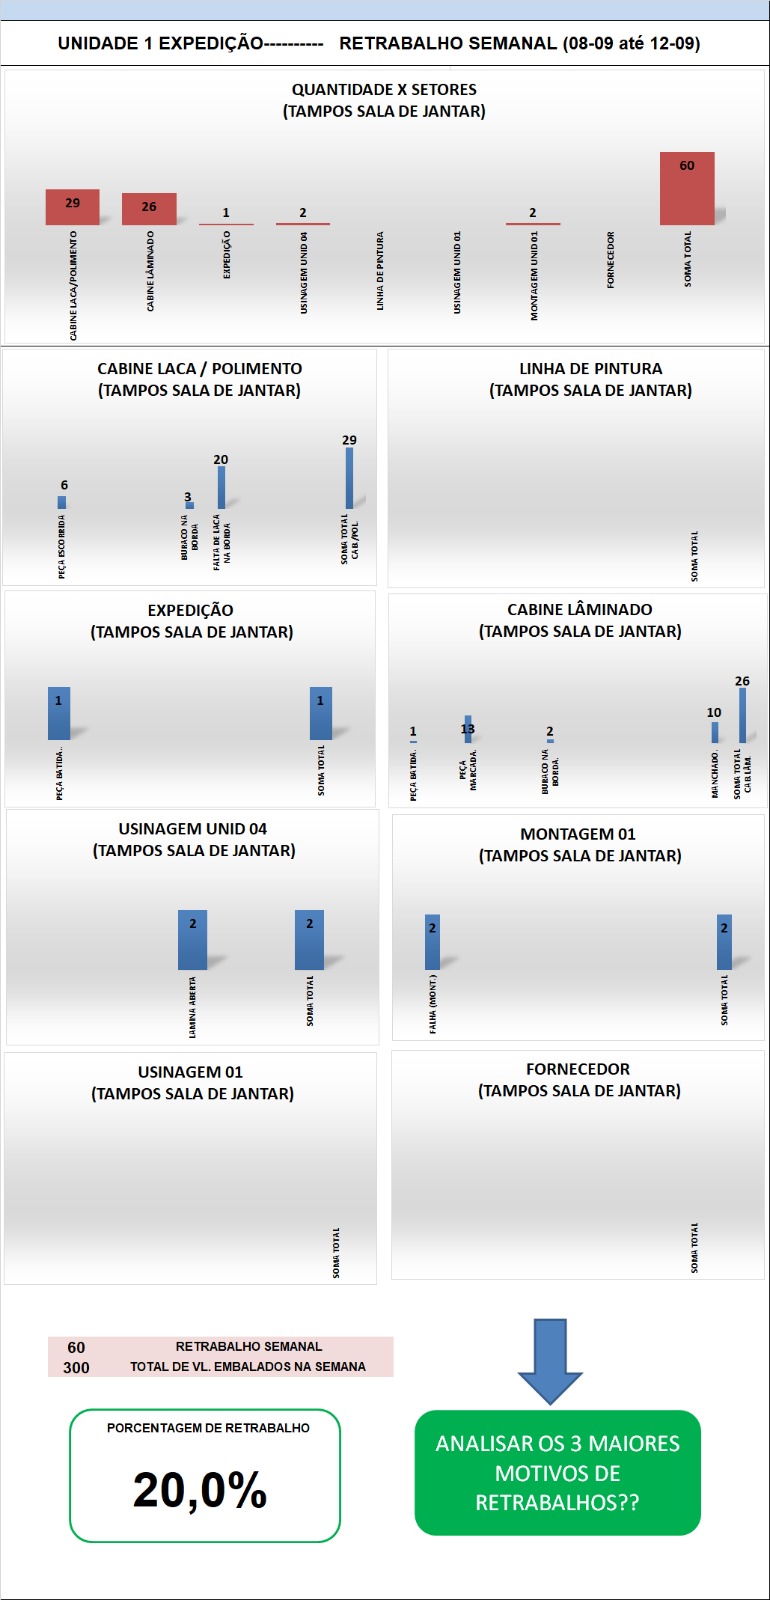 UNIDADE 1 EXPEDIÇÃO---------- RETRABALHO SEMANAL (08-09 até 12-09)
QUANTIDADE X SETORES
(TAMPOS SALA DE JANTAR)
29
26
1
2
2
60
CABINE LACA/POLIMENTO
CABINE LÂMINADO
EXPEDIÇÃO
USINAGEM UNID 04
LINHA DE PINTURA
USINAGEM UNID 01
MONTAGEM UNID 01
FORNECEDOR
SOMA TOTAL
CABINE LACA / POLIMENTO
(TAMPOS SALA DE JANTAR)
6
3
20
29
PEÇA ESCORRIDA
BURACO NA
BORDA
FALTA DE LACA
NA BORDA
SOMA TOTAL
CAB./POL.
LINHA DE PINTURA
(TAMPOS SALA DE JANTAR)
SOMA TOTAL
EXPEDIÇÃO
(TAMPOS SALA DE JANTAR)
1
1
PEÇA BATIDA..
SOMA TOTAL
CABINE LÂMINADO
(TAMPOS SALA DE JANTAR)
1
13
2
10
26
PEÇA BATIDA.
PEÇA
MARCADA.
BURACO NA
BORDA.
MANCHADO.
SOMA TOTAL
CAB.LÂM.
USINAGEM UNID 04
(TAMPOS SALA DE JANTAR)
2
2
LAMINA ABERTA
SOMA TOTAL
MONTAGEM 01
(TAMPOS SALA DE JANTAR)
2
2
FALHA (MONT.)
SOMA TOTAL
USINAGEM 01
(TAMPOS SALA DE JANTAR)
SOMA TOTAL
FORNECEDOR
(TAMPOS SALA DE JANTAR)
SOMA TOTAL
60 RETRABALHO SEMANAL
300 TOTAL DE VL. EMBALADOS NA SEMANA
PORCENTAGEM DE RETRABALHO
20,0%
ANALISAR OS 3 MAIORES
MOTIVOS DE
RETRABALHOS??